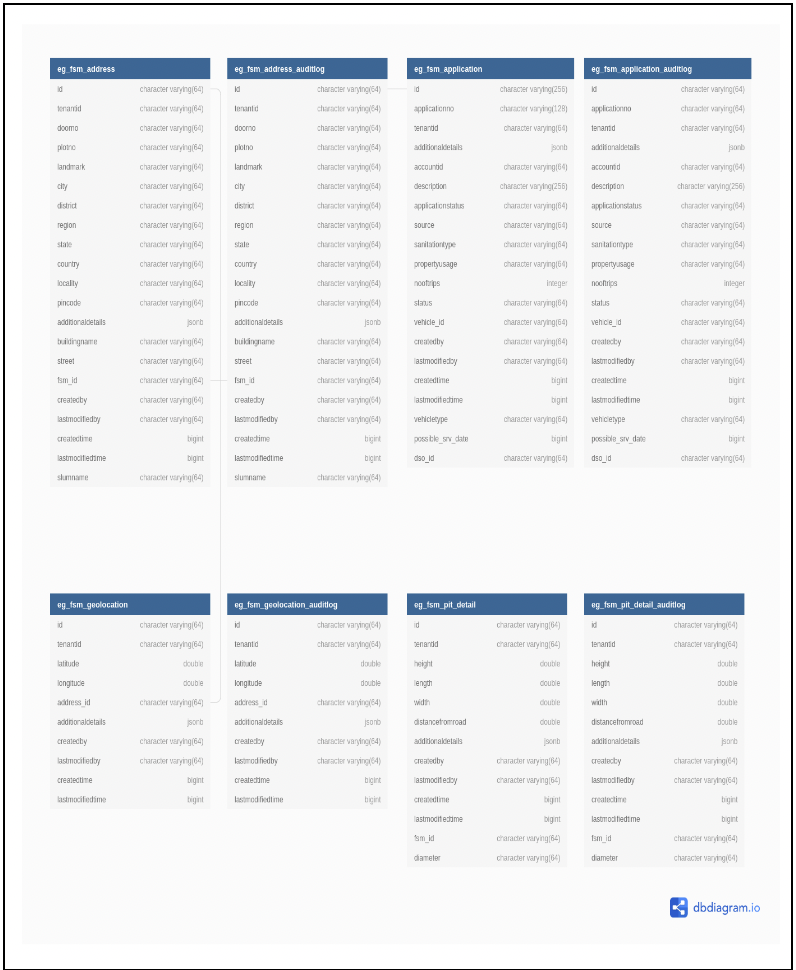 eg_fsm_address
id character varying(64)
tenantid character varying(64)
doorno character varying(64)
plotno character varying(64)
landmark character varying(64)
city character varying(64)
district character varying(64)
region character varying(64)
state character varying(64)
country character varying(64)
locality character varying(64)
pincode character varying(64)
additionaldetails jsonb
buildingname character varying(64)
street character varying(64)
fsm_id character varying(64)
createdby character varying(64)
lastmodifiedby character varying(64)
createdtime bigint
lastmodifiedtime bigint
slumname character varying(64)
eg_fsm_address_auditlog
id character varying(64)
tenantid character varying(64)
doorno character varying(64)
plotno character varying(64)
landmark character varying(64)
city character varying(64)
district character varying(64)
region character varying(64)
state character varying(64)
country character varying(64)
locality character varying(64)
pincode character varying(64)
additionaldetails jsonb
buildingname character varying(64)
street character varying(64)
fsm_id character varying(64)
createdby character varying(64)
lastmodifiedby character varying(64)
createdtime bigint
lastmodifiedtime bigint
slumname character varying(64)
eg_fsm_application
id character varying(256)
applicationno character varying(128)
tenantid character varying(64)
additionaldetails jsonb
accountid character varying(64)
description character varying(256)
applicationstatus character varying(64)
source character varying(64)
sanitationtype character varying(64)
propertyusage character varying(64)
nooftrips integer
status character varying(64)
vehicle_id character varying(64)
createdby character varying(64)
lastmodifiedby character varying(64)
createdtime bigint
lastmodifiedtime bigint
vehicletype character varying(64)
possible_srv_date bigint
dso_id character varying(64)
eg_fsm_application_auditlog
id character varying(64)
applicationno character varying(64)
tenantid character varying(64)
additionaldetails jsonb
accountid character varying(64)
description character varying(256)
applicationstatus character varying(64)
source character varying(64)
sanitationtype character varying(64)
propertyusage character varying(64)
nooftrips integer
status character varying(64)
vehicle_id character varying(64)
createdby character varying(64)
lastmodifiedby character varying(64)
createdtime bigint
lastmodifiedtime bigint
vehicletype character varying(64)
possible_srv_date bigint
dso_id character varying(64)
eg_fsm_geolocation
id character varying(64)
tenantid character varying(64)
latitude double
longitude double
address_id character varying(64)
additionaldetails jsonb
createdby character varying(64)
lastmodifiedby character varying(64)
createdtime bigint
lastmodifiedtime bigint
eg_fsm_geolocation_auditlog
id character varying(64)
tenantid character varying(64)
latitude double
longitude double
address_id character varying(64)
additionaldetails jsonb
createdby character varying(64)
lastmodifiedby character varying(64)
createdtime bigint
lastmodifiedtime bigint
eg_fsm_pit_detail
id character varying(64)
tenantid character varying(64)
height double
length double
width double
distancefromroad double
additionaldetails jsonb
createdby character varying(64)
lastmodifiedby character varying(64)
createdtime bigint
lastmodifiedtime bigint
fsm_id character varying(64)
diameter character varying(64)
eg_fsm_pit_detail_auditlog
id character varying(64)
tenantid character varying(64)
height double
length double
width double
distancefromroad double
additionaldetails jsonb
createdby character varying(64)
lastmodifiedby character varying(64)
createdtime bigint
lastmodifiedtime bigint
fsm_id character varying(64)
diameter character varying(64)
dbdiagram.io